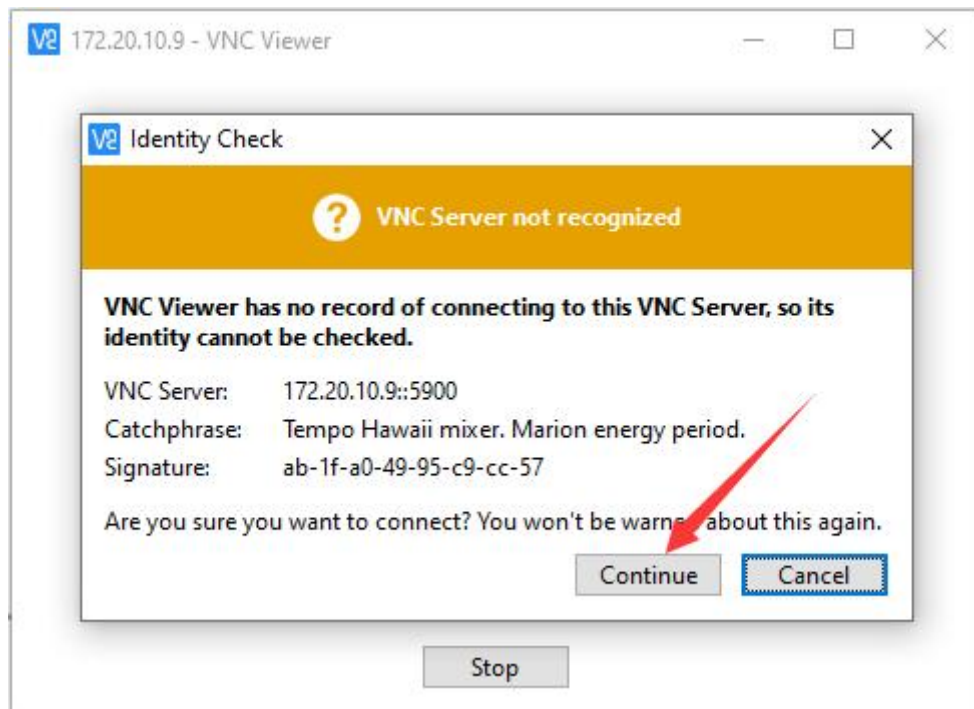 V2 172.20.10.9 - VNC Viewer
V2 Identity Check
? VNC Server not recognized
VNC Viewer has no record of connecting to this VNC Server, so its
identity cannot be checked.
VNC Server: 172.20.10.9::5900
Catchphrase: Tempo Hawaii mixer. Marion energy period.
Signature: ab-1f-a0-49-95-c9-cc-57
Are you sure you want to connect? You won't be warned about this again.
Continue Cancel
Stop